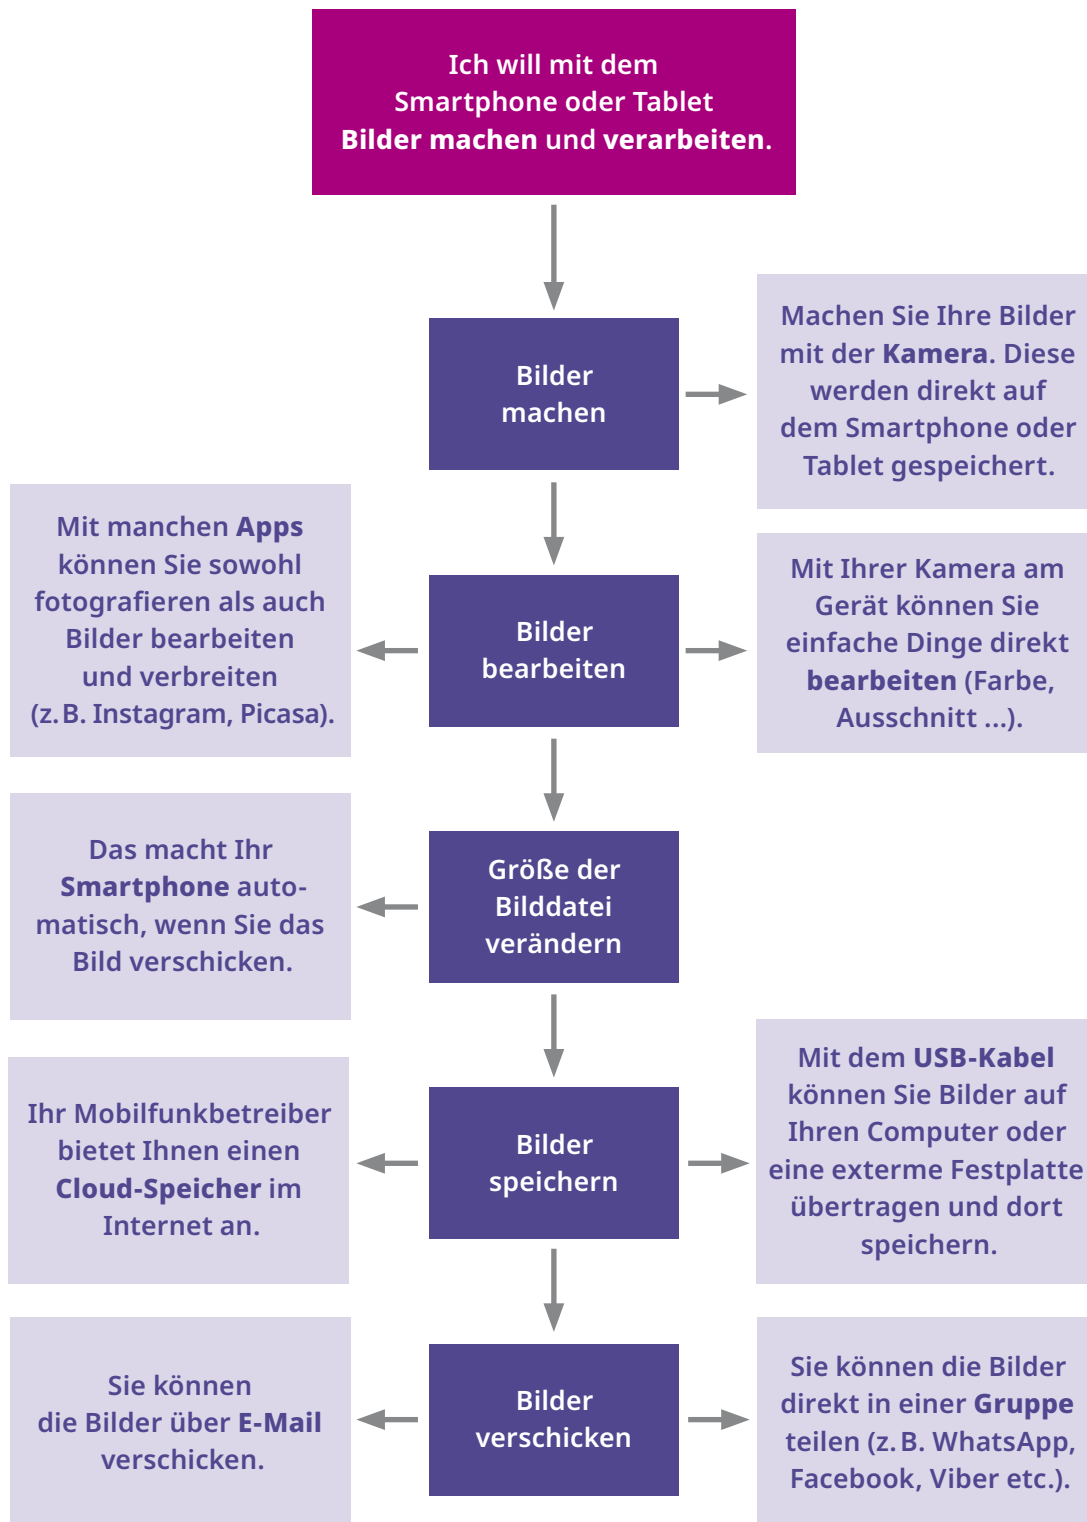 Ich will mit dem
Smartphone oder Tablet
Bilder machen und verarbeiten.
Bilder
machen
Machen Sie Ihre Bilder
mit der Kamera. Diese
werden direkt auf
dem Smartphone oder
Tablet gespeichert.
Mit manchen Apps
können Sie sowohl
fotografieren als auch
Bilder bearbeiten
und verbreiten
(z. B. Instagram, Picasa).
Bilder
bearbeiten
Mit Ihrer Kamera am
Gerät können Sie
einfache Dinge direkt
bearbeiten (Farbe,
Ausschnitt ...).
Das macht Ihr
Smartphone auto-
matisch, wenn Sie das
Bild verschicken.
Größe der
Bilddatei
verändern
Ihr Mobilfunkbetreiber
bietet Ihnen einen
Cloud-Speicher im
Internet an.
Bilder
speichern
Mit dem USB-Kabel
können Sie Bilder auf
Ihren Computer oder
eine exterme Festplatte
übertragen und dort
speichern.
Sie können
die Bilder über E-Mail
verschicken.
Bilder
verschicken
Sie können die Bilder
direkt in einer Gruppe
teilen (z. B. WhatsApp,
Facebook, Viber etc.).